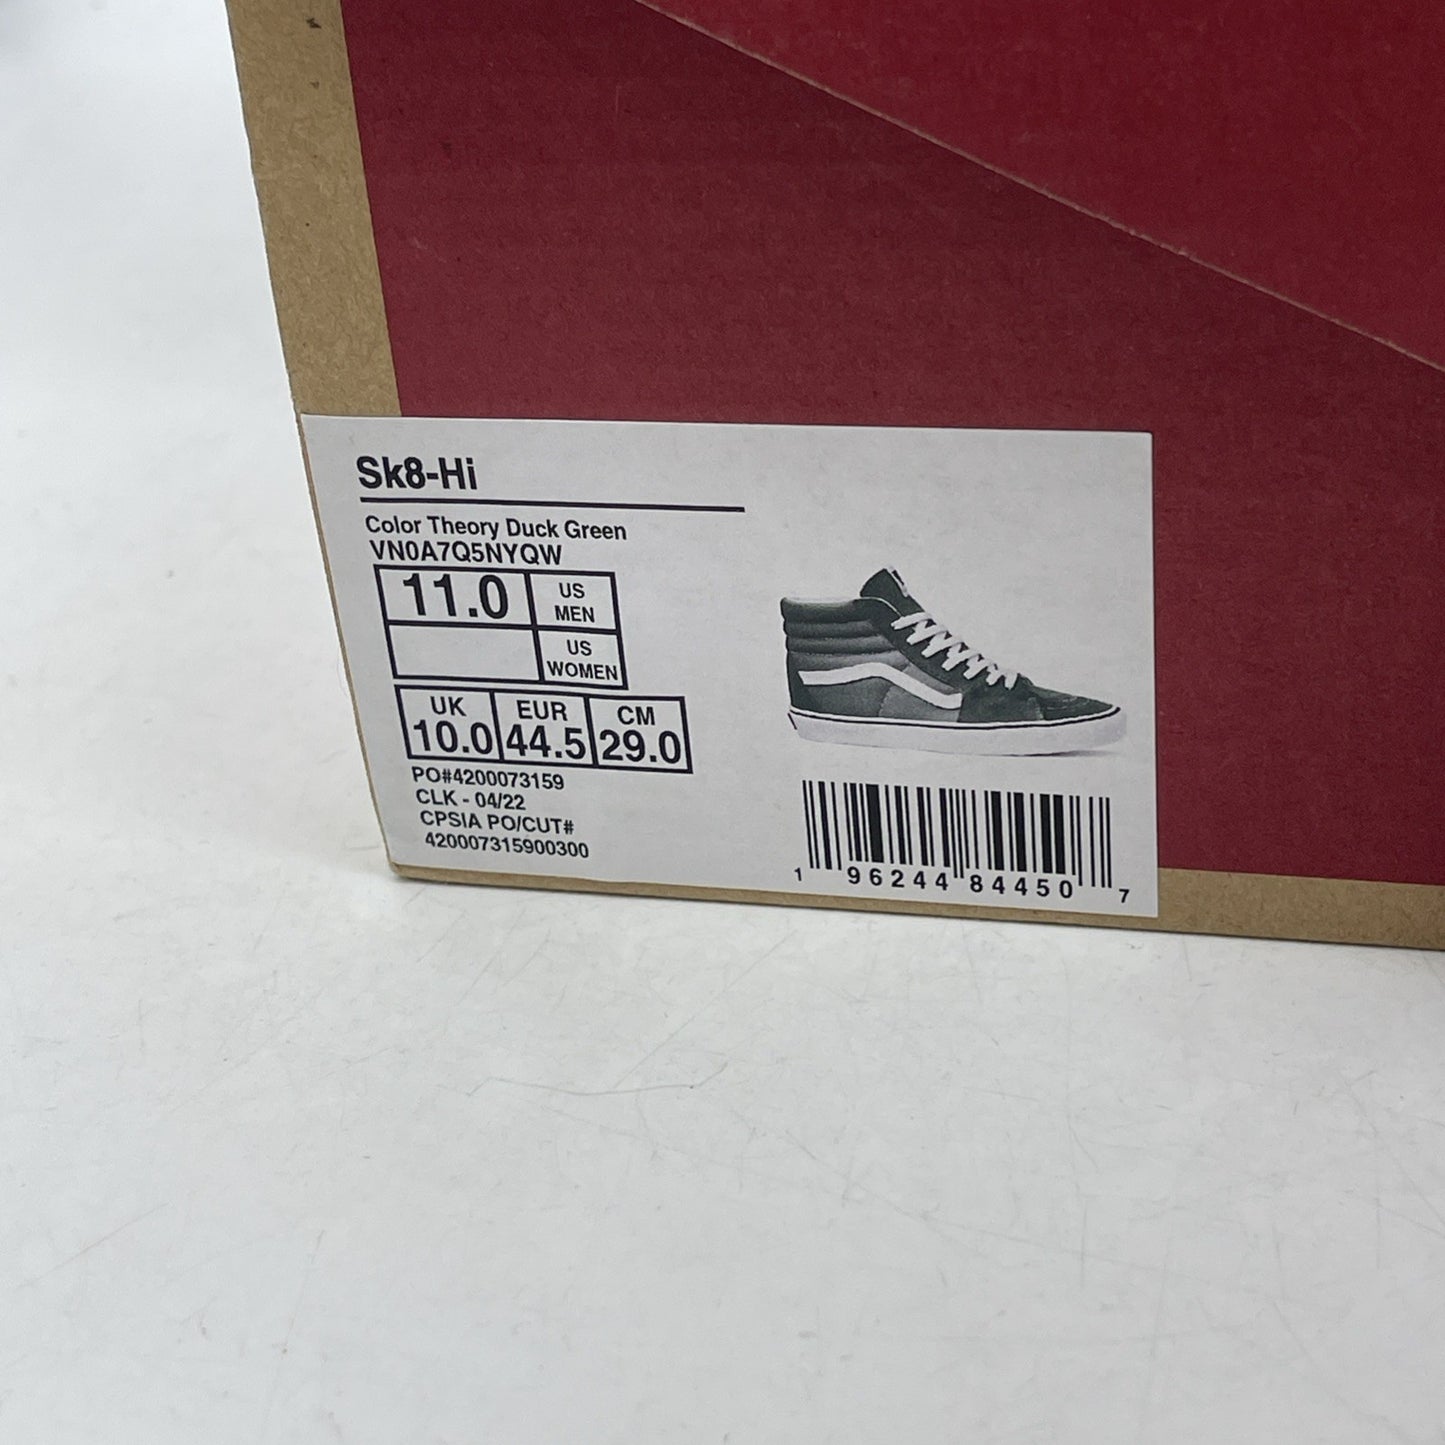 Sk8-Hi
Color Theory Duck Green
VN0A7Q5NYQW
11.0 US MEN
US WOMEN
UK EUR CM
10.0 44.5 29.0
PO#4200073159
CLK - 04/22
CPSIA PO/CUT#
420007315900300
1 96244 84450 7